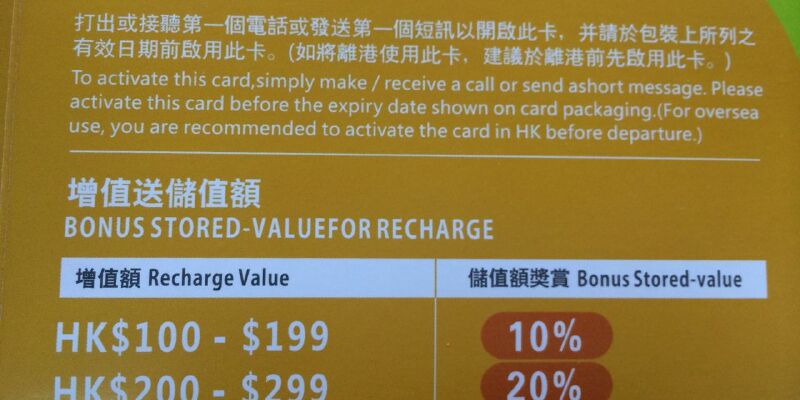 打出或接聽第一個電話或發送第一個短訊以開啟此卡，并請於包裝上所列之
有效日期前啟用此卡。(如將離港使用此卡，建議於離港前先啟用此卡。)
To activate this card,simply make / receive a call or send ashort message. Please
activate this card before the expiry date shown on card packaging.(For oversea
use, you are recommended to activate the card in HK before departure.)
增值送儲值額
BONUS STORED-VALUEFOR RECHARGE
增值額 Recharge Value 儲值額獎賞 Bonus Stored-value
HK$100 - $199 10%
HK$200 - $299 20%